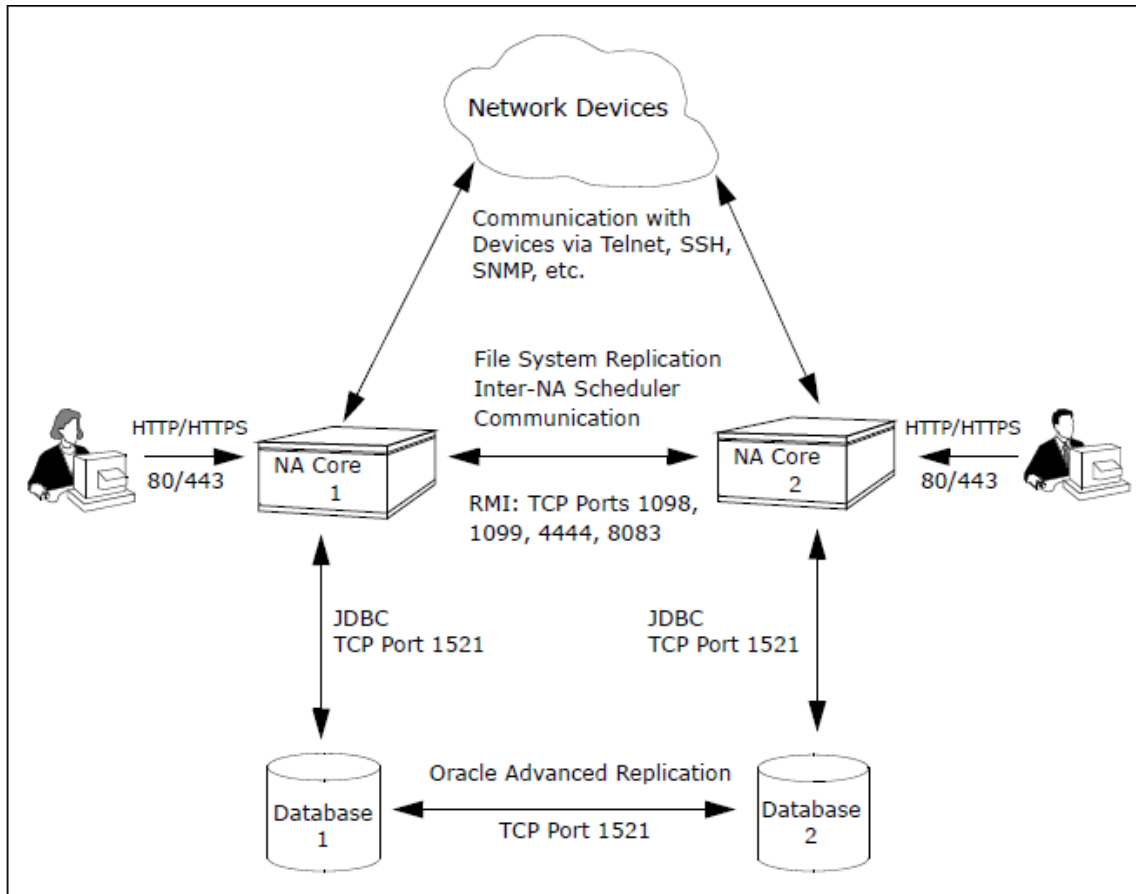 Network Devices
Communication with
Devices via Telnet, SSH,
SNMP, etc.
File System Replication
Inter-NA Scheduler
Communication
HTTP/HTTPS
80/443
NA Core
1
NA Core
2
HTTP/HTTPS
80/443
RMI: TCP Ports 1098,
1099, 4444, 8083
JDBC
TCP Port 1521
JDBC
TCP Port 1521
Oracle Advanced Replication
TCP Port 1521
Database
1
Database
2